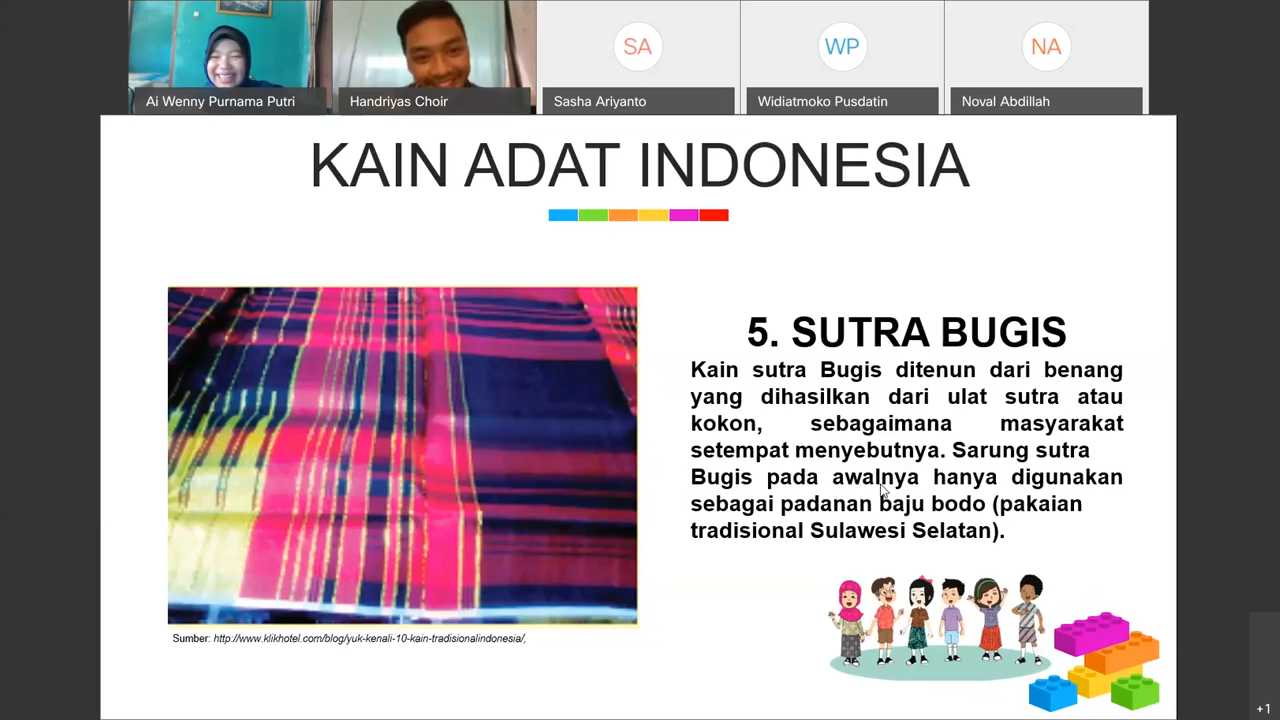 SA
WP
NA
Ai Wenny Purnama Putri
Handriyas Choir
Sasha Ariyanto
Widiatmoko Pusdatin
Noval Abdillah
KAIN ADAT INDONESIA
5. SUTRA BUGIS
Kain sutra Bugis ditenun dari benang
yang dihasilkan dari ulat sutra atau
kokon, sebagaimana masyarakat
setempat menyebutnya. Sarung sutra
Bugis pada awalnya hanya digunakan
sebagai padanan baju bodo (pakaian
tradisional Sulawesi Selatan).
Sumber: http://www.klikhotel.com/blog/yuk-kenali-10-kain-tradisionalindonesia/,
+1